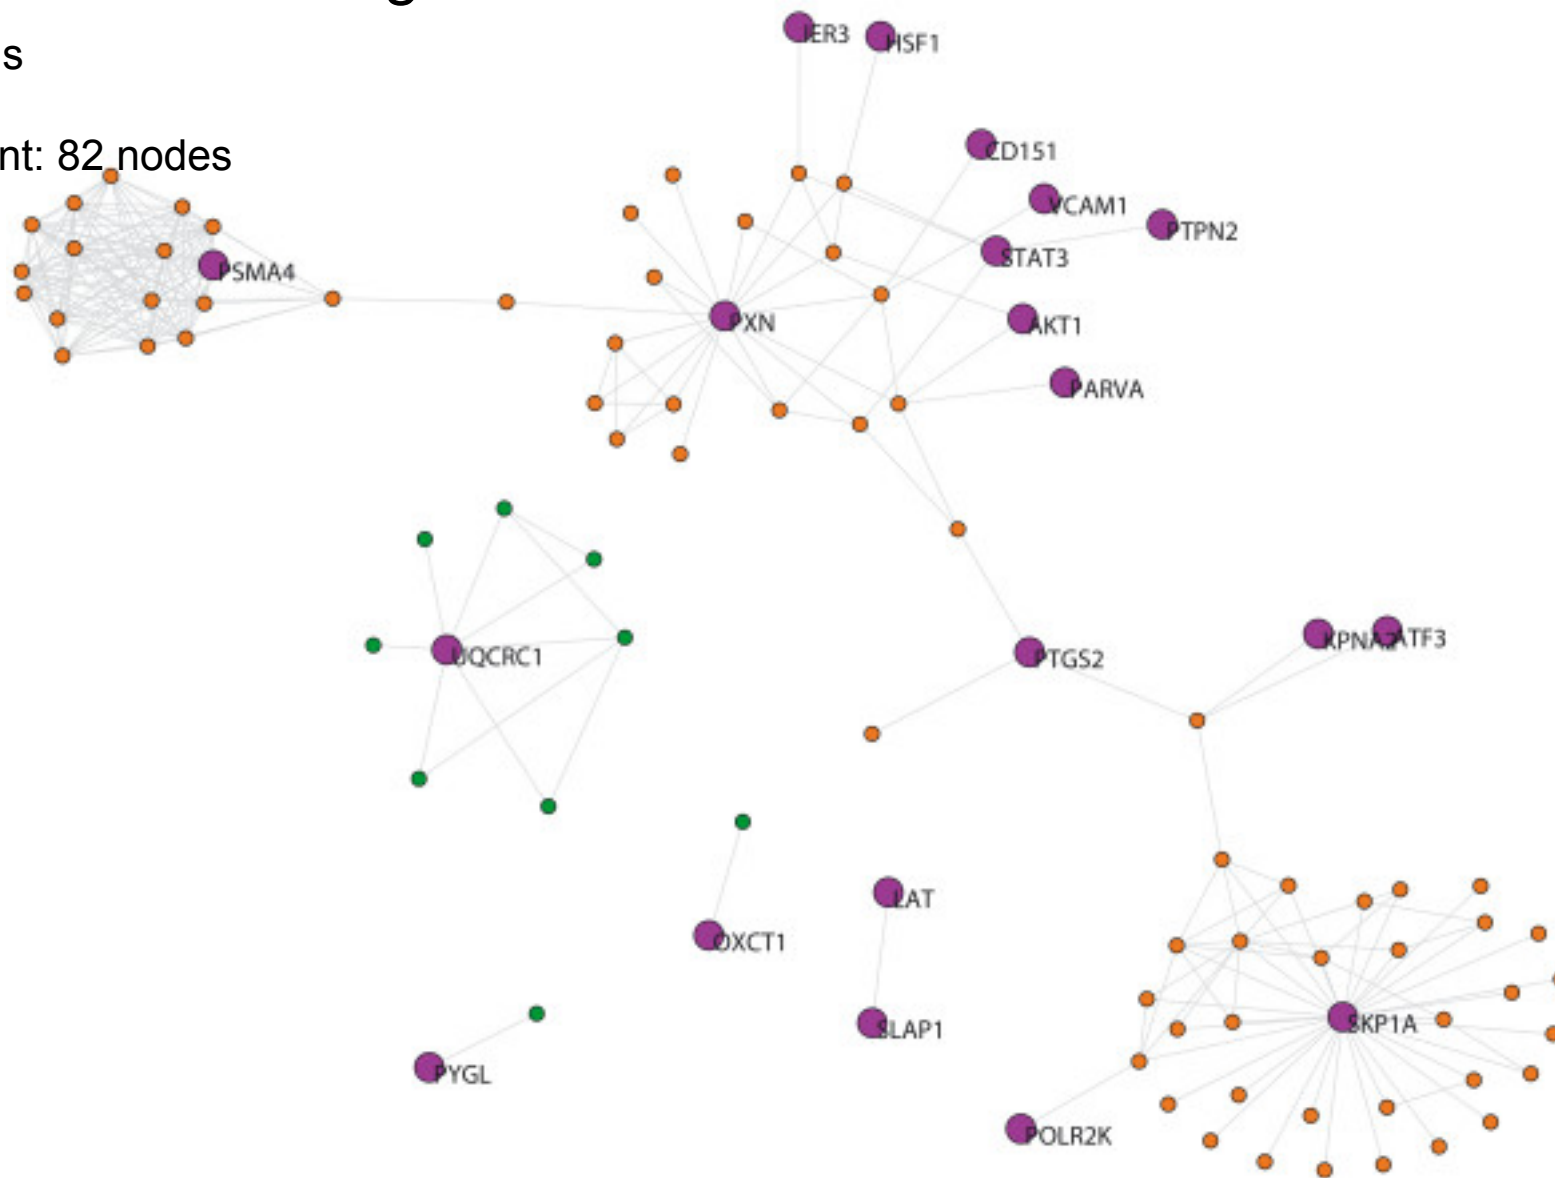 s
nt: 82 nodes
IER3
HSF1
CD151
VCAM1
PTPN2
STAT3
PSMA4
PXN
AKT1
PARVA
UQCRC1
PTGS2
KPNA2
ATF3
LAT
OXCT1
SLAP1
SKP1A
PYGL
POLR2K